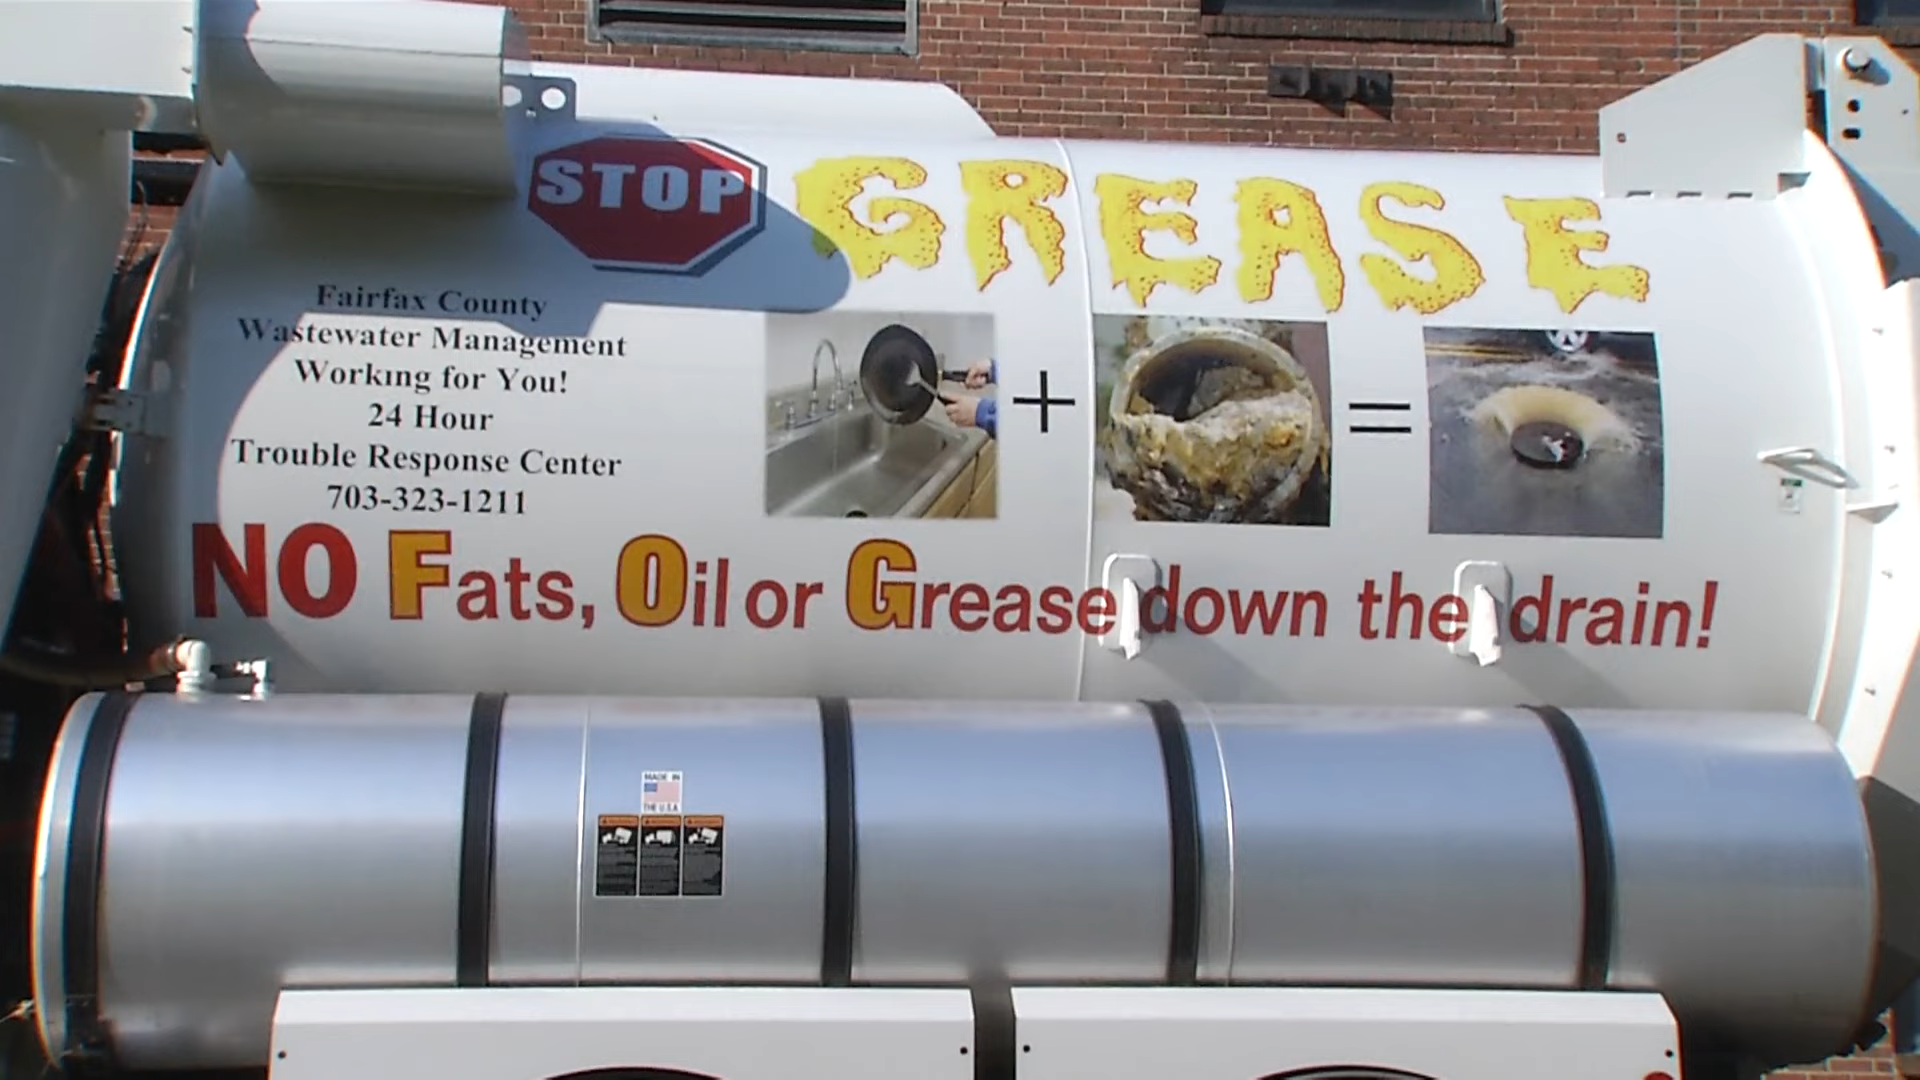 STOP GREASE
Fairfax County
Wastewater Management
Working for You!
24 Hour
Trouble Response Center
703-323-1211
+ =
NO Fats, Oil or Grease down the drain!
MADE IN
THE U.S.A.